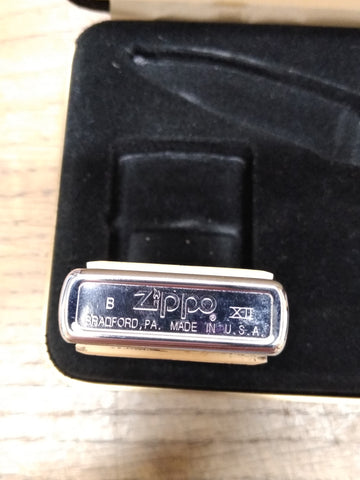 B Zippo ® XII
BRADFORD, PA. MADE IN U.S.A.